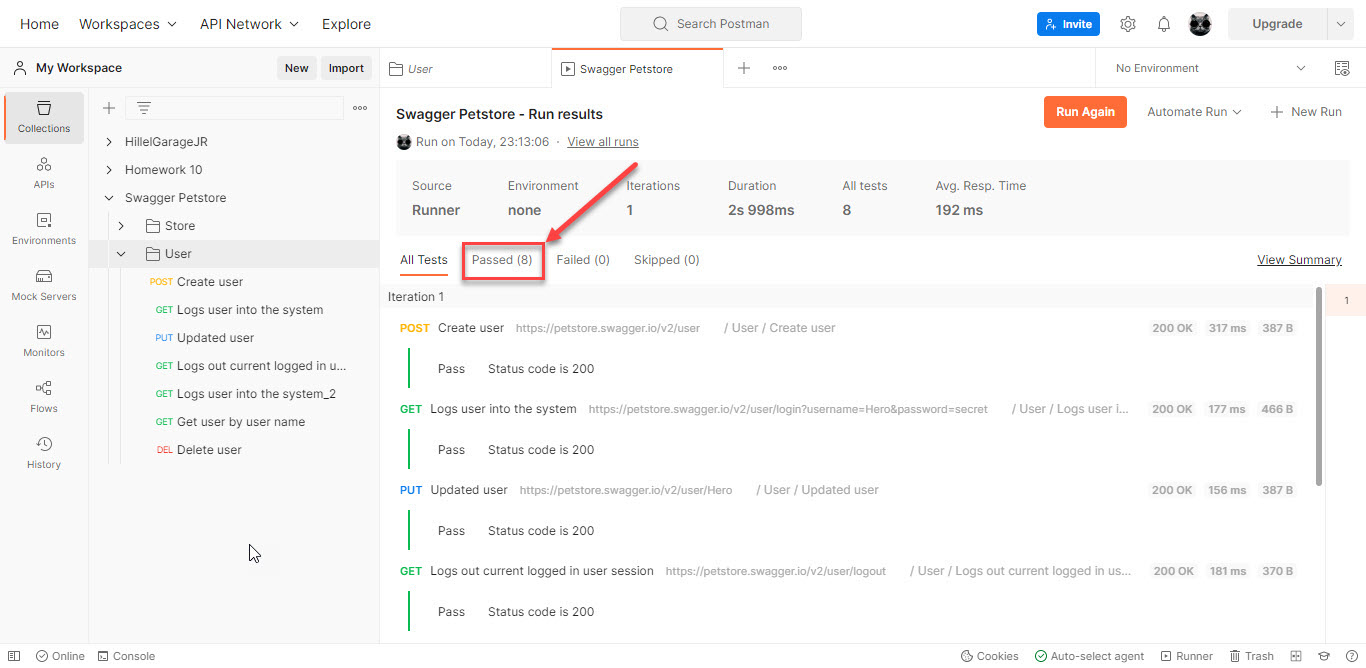 Home Workspaces API Network Explore Search Postman Invite Upgrade
My Workspace New Import User Swagger Petstore No Environment
Collections
APIs
Environments
Mock Servers
Monitors
Flows
History
HillelGarageJR
Homework 10
Swagger Petstore
Store
User
POST Create user
GET Logs user into the system
PUT Updated user
GET Logs out current logged in u...
GET Logs user into the system_2
GET Get user by user name
DEL Delete user
Swagger Petstore - Run results Run Again Automate Run New Run
Run on Today, 23:13:06 · View all runs
Source Environment Iterations Duration All tests Avg. Resp. Time
Runner none 1 2s 998ms 8 192 ms
All Tests Passed (8) Failed (0) Skipped (0) View Summary
Iteration 1 1
POST Create user https://petstore.swagger.io/v2/user / User / Create user 200 OK 317 ms 387 B
Pass Status code is 200
GET Logs user into the system https://petstore.swagger.io/v2/user/login?username=Hero&password=secret / User / Logs user i... 200 OK 177 ms 466 B
Pass Status code is 200
PUT Updated user https://petstore.swagger.io/v2/user/Hero / User / Updated user 200 OK 156 ms 387 B
Pass Status code is 200
GET Logs out current logged in user session https://petstore.swagger.io/v2/user/logout / User / Logs out current logged in us... 200 OK 181 ms 370 B
Pass Status code is 200
Online Console Cookies Auto-select agent Runner Trash